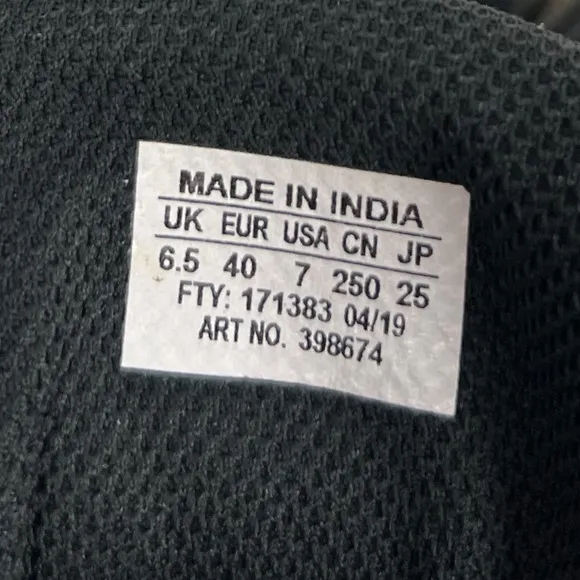 MADE IN INDIA
UK EUR USA CN JP
6.5 40 7 250 25
FTY: 171383 04/19
ART NO. 398674